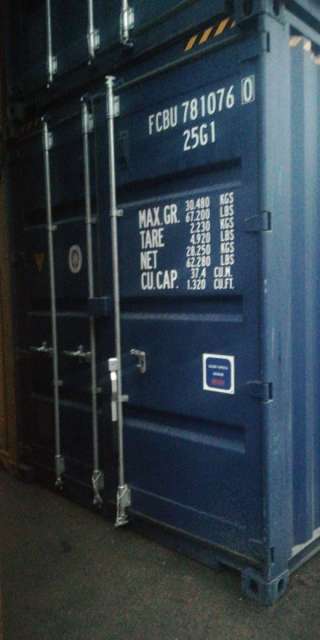 FCBU 781076 0
25G1
MAX.GR. 30.480 KGS
67.200 LBS
TARE 2.230 KGS
4.920 LBS
NET 28.250 KGS
62.280 LBS
CU.CAP. 37.4 CU.M.
1.320 CU.FT.